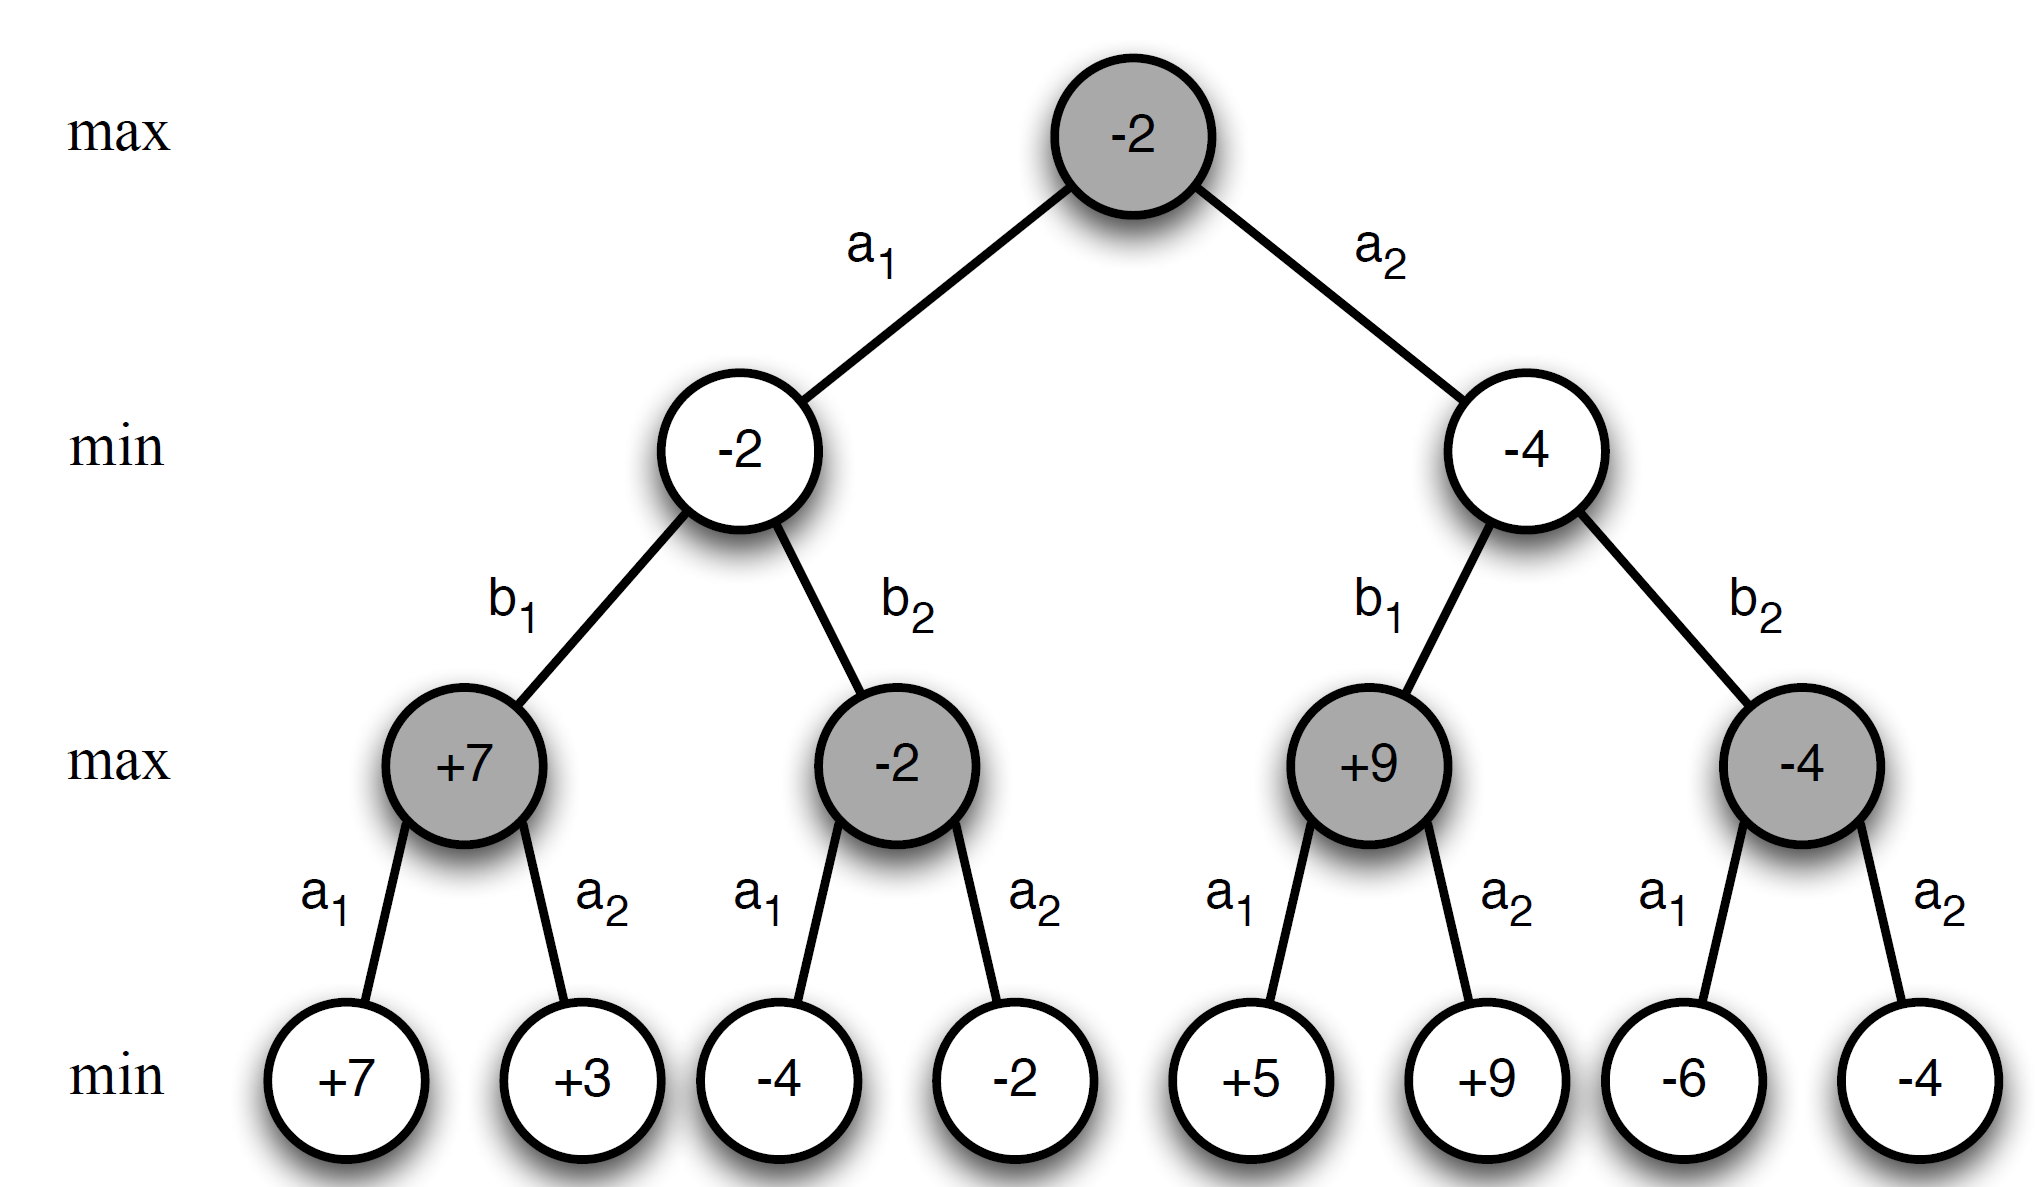 max -2
a1 a2
min -2 -4
b1 b2 b1 b2
max +7 -2 +9 -4
a1 a2 a1 a2 a1 a2 a1 a2
min +7 +3 -4 -2 +5 +9 -6 -4